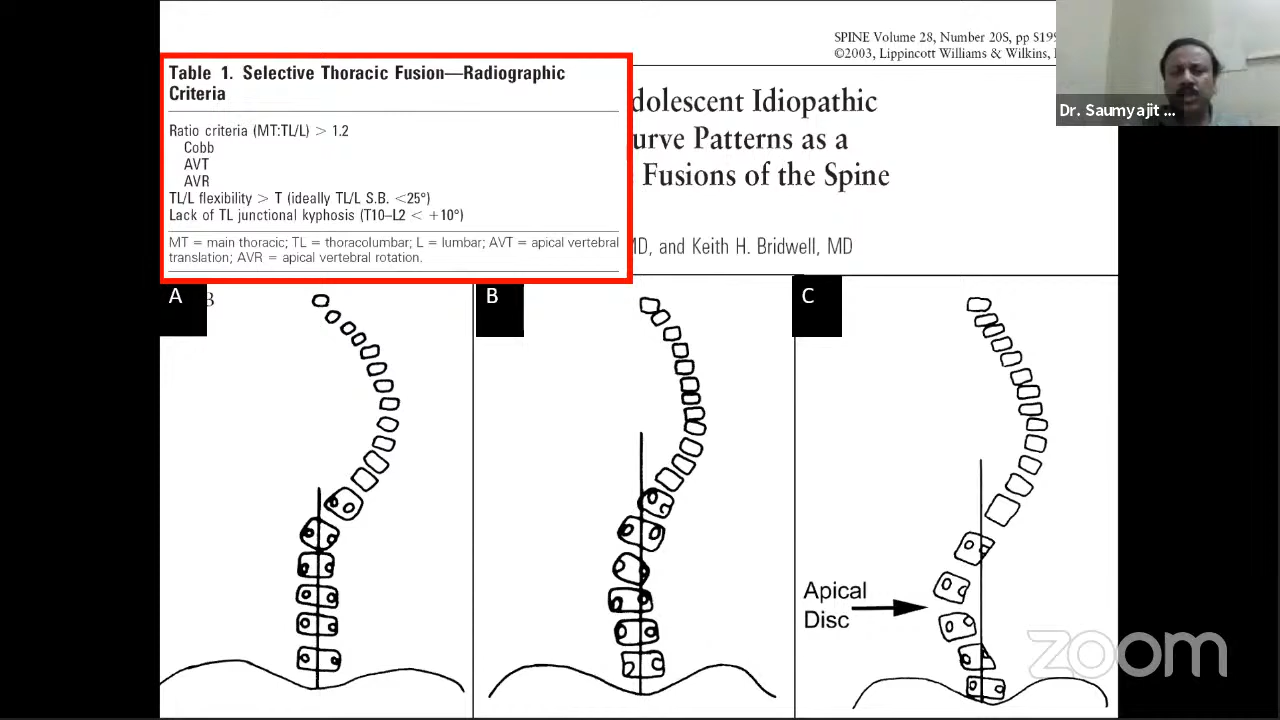 SPINE Volume 28, Number 20S, pp S199
©2003, Lippincott Williams & Wilkins,
Table 1. Selective Thoracic Fusion—Radiographic
Criteria
Ratio criteria (MT:TL/L) > 1.2
Cobb
AVT
AVR
TL/L flexibility > T (ideally TL/L S.B. <25°)
Lack of TL junctional kyphosis (T10–L2 < +10°)
MT = main thoracic; TL = thoracolumbar; L = lumbar; AVT = apical vertebral
translation; AVR = apical vertebral rotation.
dolescent Idiopathic
urve Patterns as a
Fusions of the Spine
MD, and Keith H. Bridwell, MD
Dr. Saumyajit ...
A
B
B
C
Apical
Disc
zoom